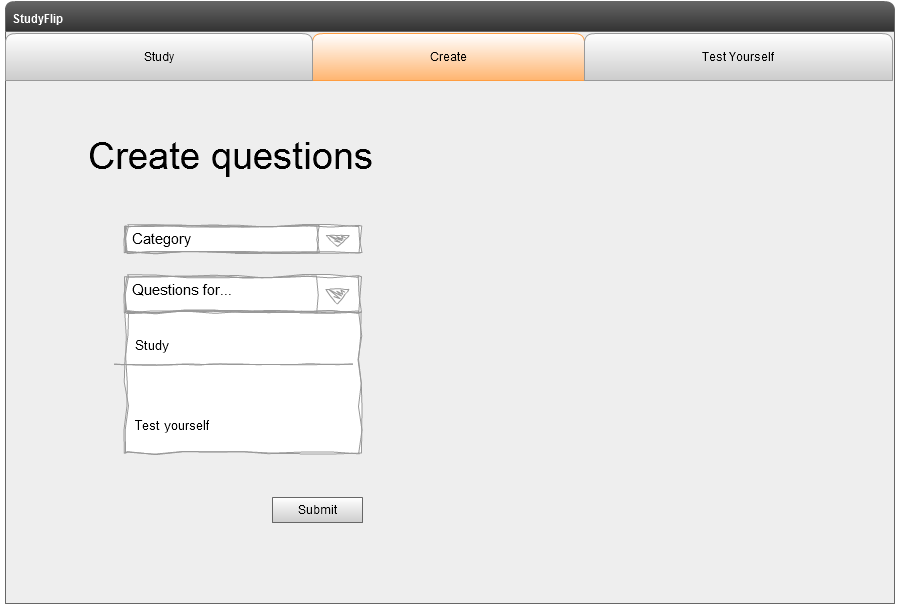 StudyFlip
Study
Create
Test Yourself
Create questions
Category
Questions for...
Study
Test yourself
Submit